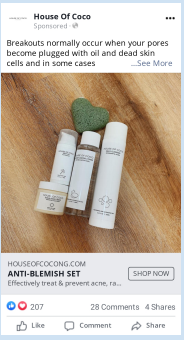 House Of Coco
Sponsored ·
Breakouts normally occur when your pores
become plugged with oil and dead skin
cells and in some cases ...See More
HOUSEOFCOCONG.COM
ANTI-BLEMISH SET
Effectively treat & prevent acne, ra...
SHOP NOW
207
28 Comments 4 Shares
Like Comment Share